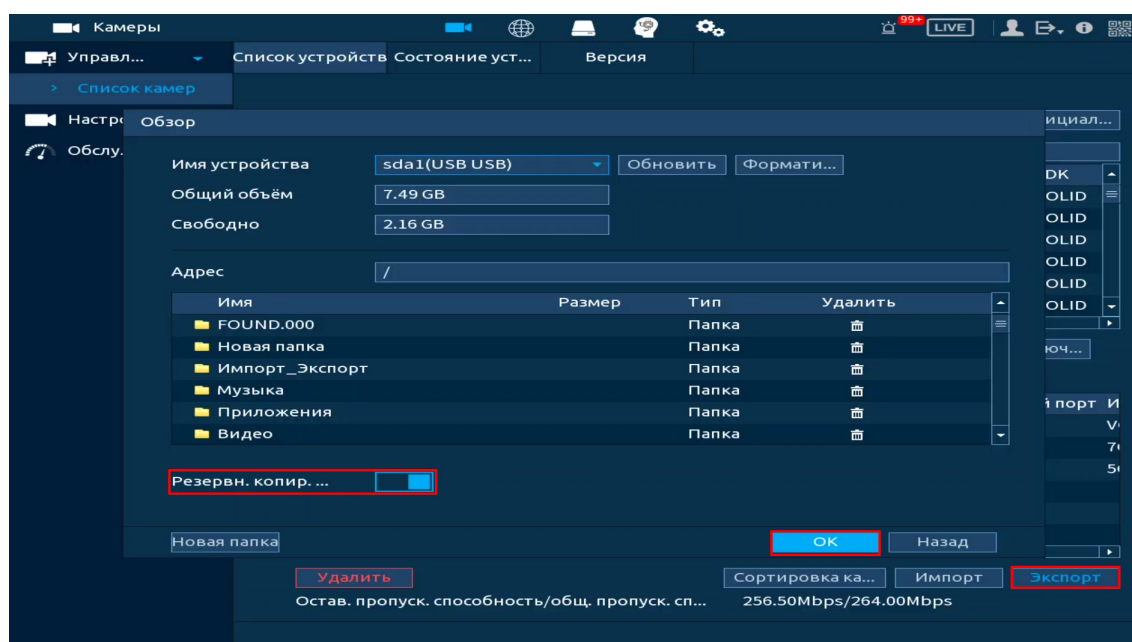 Камеры
99+
LIVE
Управл...
Список устройств
Состояние уст...
Версия
> Список камер
Обзор
ициал...
Имя устройства
sda1(USB USB)
Обновить
Формати...
DK
Общий объём
7.49 GB
OLID
Свободно
2.16 GB
OLID
OLID
Адрес
/
OLID
OLID
Имя
Размер
Тип
Удалить
OLID
FOUND.000
Папка
Новая папка
Папка
юч...
Импорт_Экспорт
Папка
Музыка
Папка
Приложения
Папка
й порт
И
Видео
Папка
Резервн. копир. ...
Новая папка
OK
Назад
Удалить
Сортировка ка...
Импорт
Экспорт
Остав. пропуск. способность/общ. пропуск. сп...
256.50Mbps/264.00Mbps